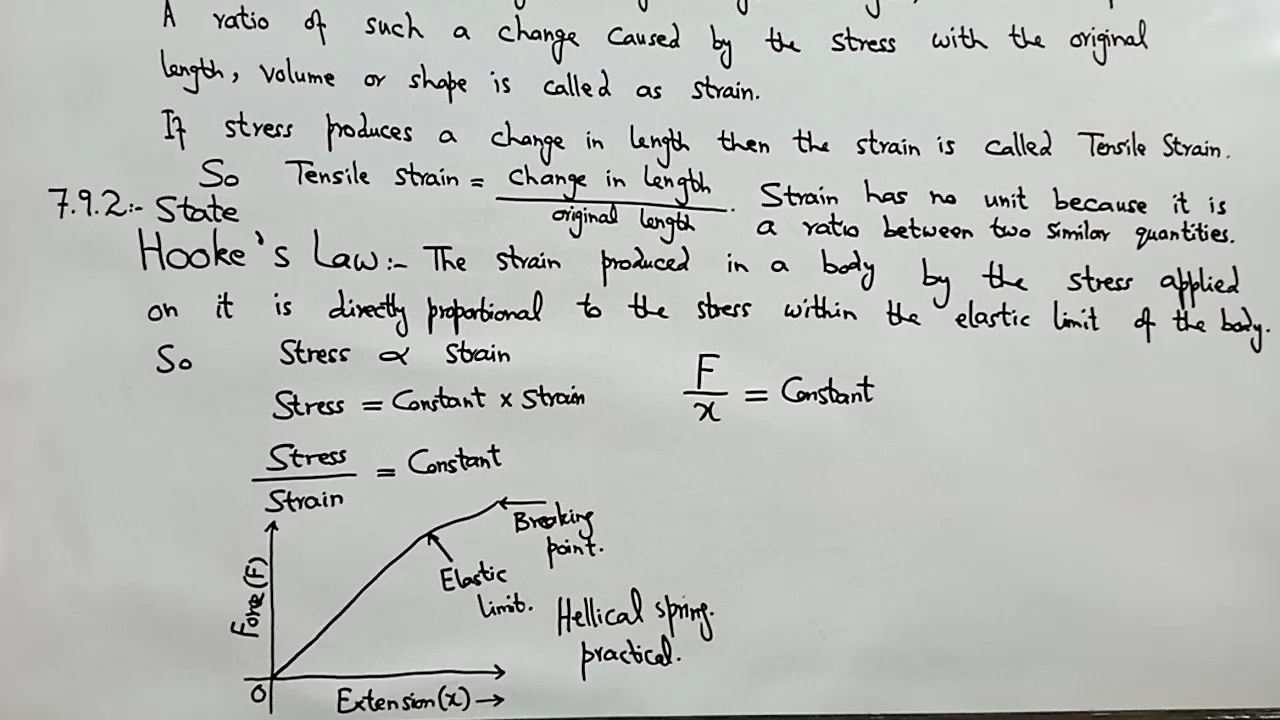 A ratio of such a change caused by the stress with the original
length, volume or shape is called as strain.
If stress produces a change in length then the strain is called Tensile Strain.
So Tensile strain = change in length / original length. Strain has no unit because it is
a ratio between two similar quantities.
7.9.2:- State
Hooke's Law:- The strain produced in a body by the stress applied
on it is directly proportional to the stress within the elastic limit of the body.
So Stress ∝ Strain
Stress = Constant x Strain
F / x = Constant
Stress / Strain = Constant
Breaking
point.
Elastic
limit.
Force (F)
O
Extension (x) →
Hellical spring.
practical.